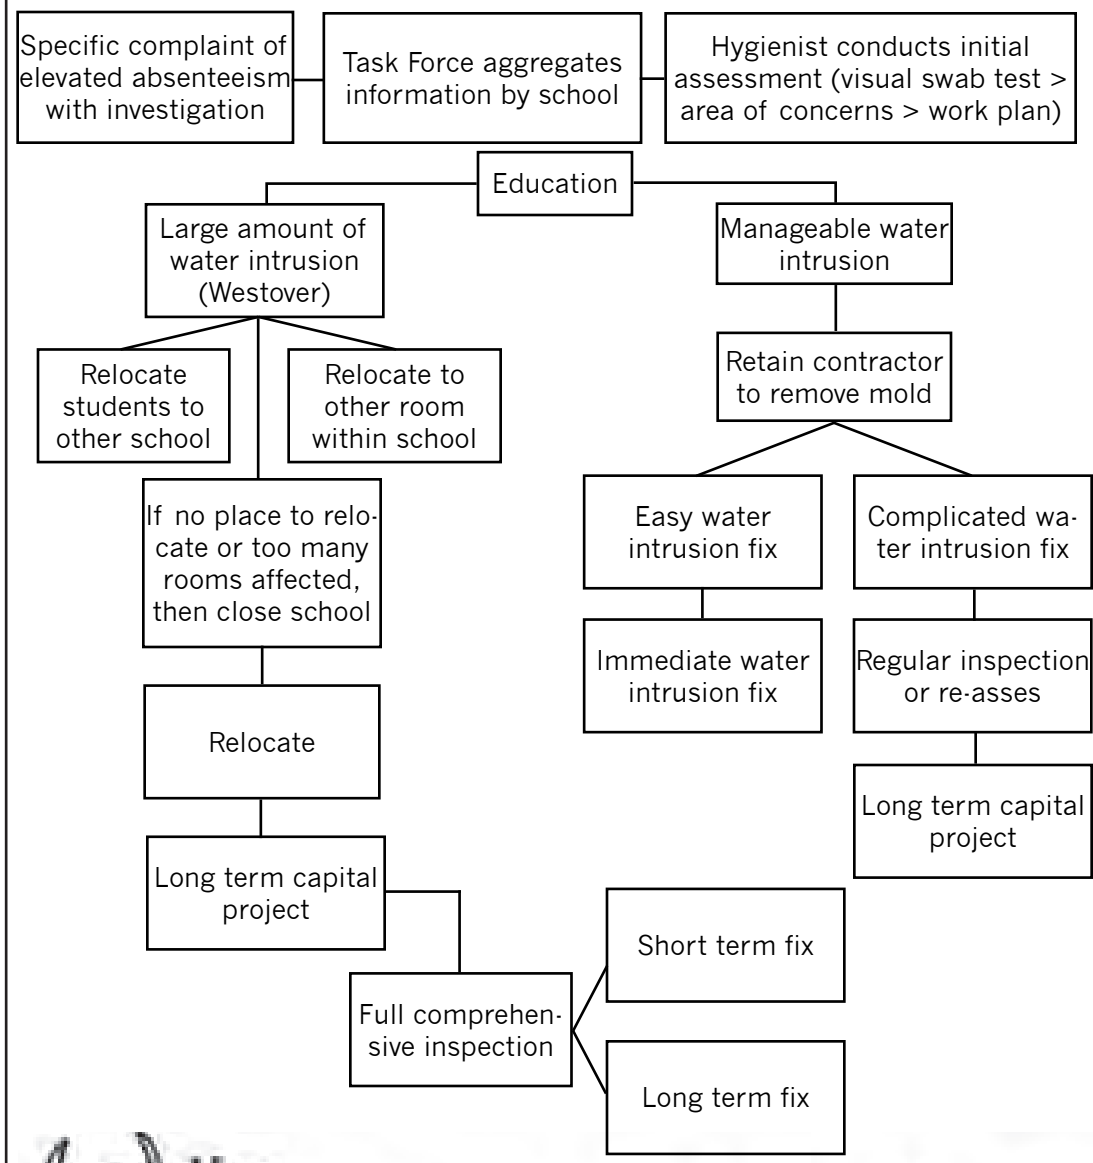 Specific complaint of
elevated absenteeism
with investigation
Task Force aggregates
information by school
Hygienist conducts initial
assessment (visual swab test >
area of concerns > work plan)
Education
Large amount of
water intrusion
(Westover)
Manageable water
intrusion
Relocate
students to
other school
Relocate to
other room
within school
Retain contractor
to remove mold
If no place to relo-
cate or too many
rooms affected,
then close school
Easy water
intrusion fix
Complicated wa-
ter intrusion fix
Relocate
Immediate water
intrusion fix
Regular inspection
or re-asses
Long term capital
project
Long term capital
project
Full comprehen-
sive inspection
Short term fix
Long term fix